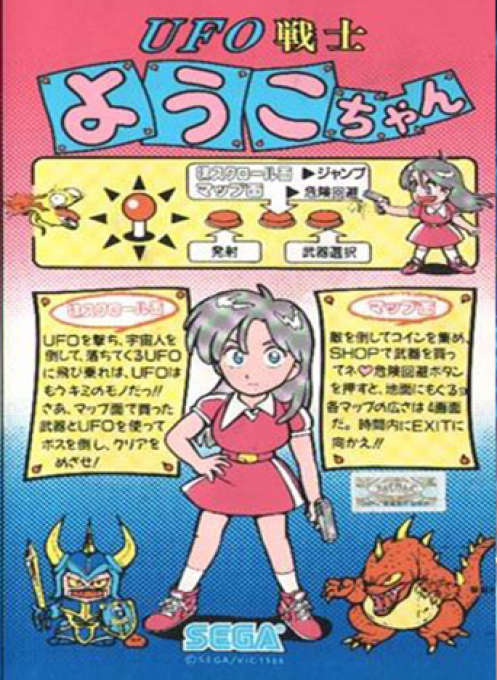 UFO戦士
ようこちゃん
横スクロール面 ▶ジャンプ
マップ面 ▶危険回避
発射
武器選択
横スクロール面
UFOを撃ち、宇宙人を
倒して、落ちてくるUFO
に飛び乗れば、UFOは
もうキミのモノだっ!!
さあ、マップ面で買った
武器とUFOを使って
ボスを倒し、クリアを
めざせ!
マップ面
敵を倒してコインを集め、
SHOPで武器を買っ
てネ♡危険回避ボタン
を押すと、地面にもぐるョ
各マップの広さは4画面
だ。時間内にEXITに
向かえ!!
SEGA
©SEGA/VIC1988